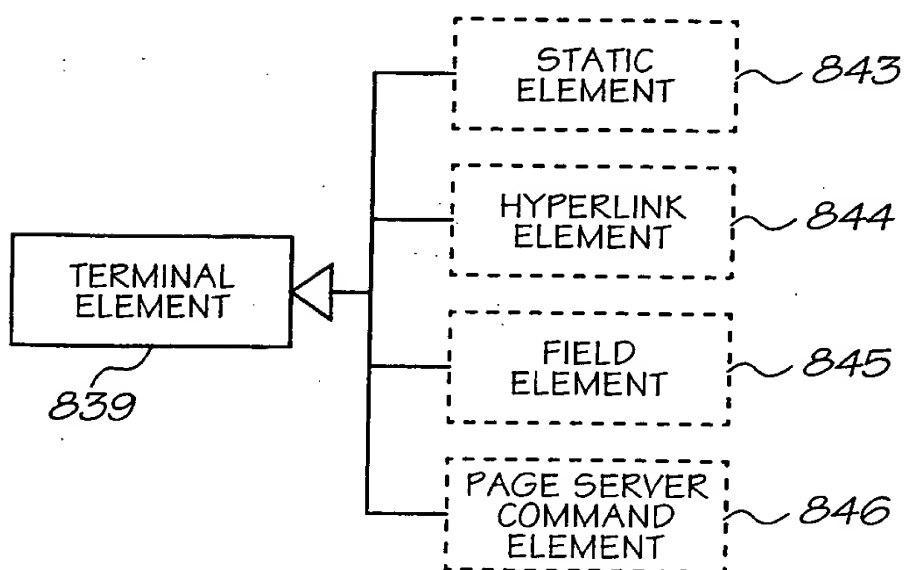 STATIC
ELEMENT
843
HYPERLINK
ELEMENT
844
TERMINAL
ELEMENT
839
FIELD
ELEMENT
845
PAGE SERVER
COMMAND
ELEMENT
846